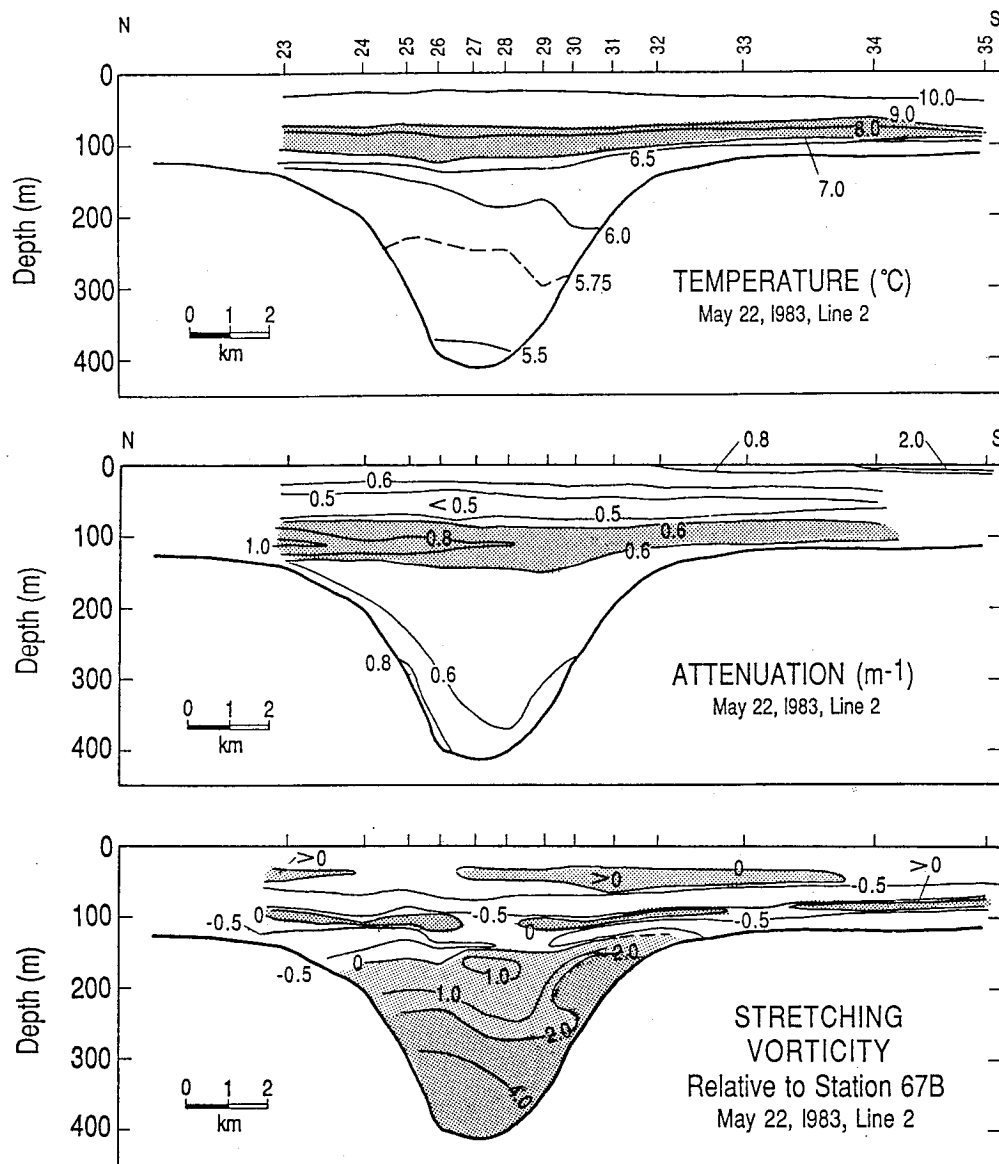 N
S
23 24 25 26 27 28 29 30 31 32 33 34 35
0
100
200
300
400
Depth (m)
10.0
9.0
8.0
7.0
6.5
6.0
5.75
5.5
0 1 2
km
TEMPERATURE (°C)
May 22, 1983, Line 2
N
S
0
100
200
300
400
Depth (m)
0.8
2.0
0.6
0.5
< 0.5
0.5
0.6
0.8
1.0
0.6
0.8
0.6
0 1 2
km
ATTENUATION (m-1)
May 22, 1983, Line 2
0
100
200
300
400
Depth (m)
>0
0
>0
>0
-0.5
-0.5
0
-0.5
-0.5
0
-0.5
0
1.0
2.0
1.0
2.0
4.0
0 1 2
km
STRETCHING
VORTICITY
Relative to Station 67B
May 22, 1983, Line 2